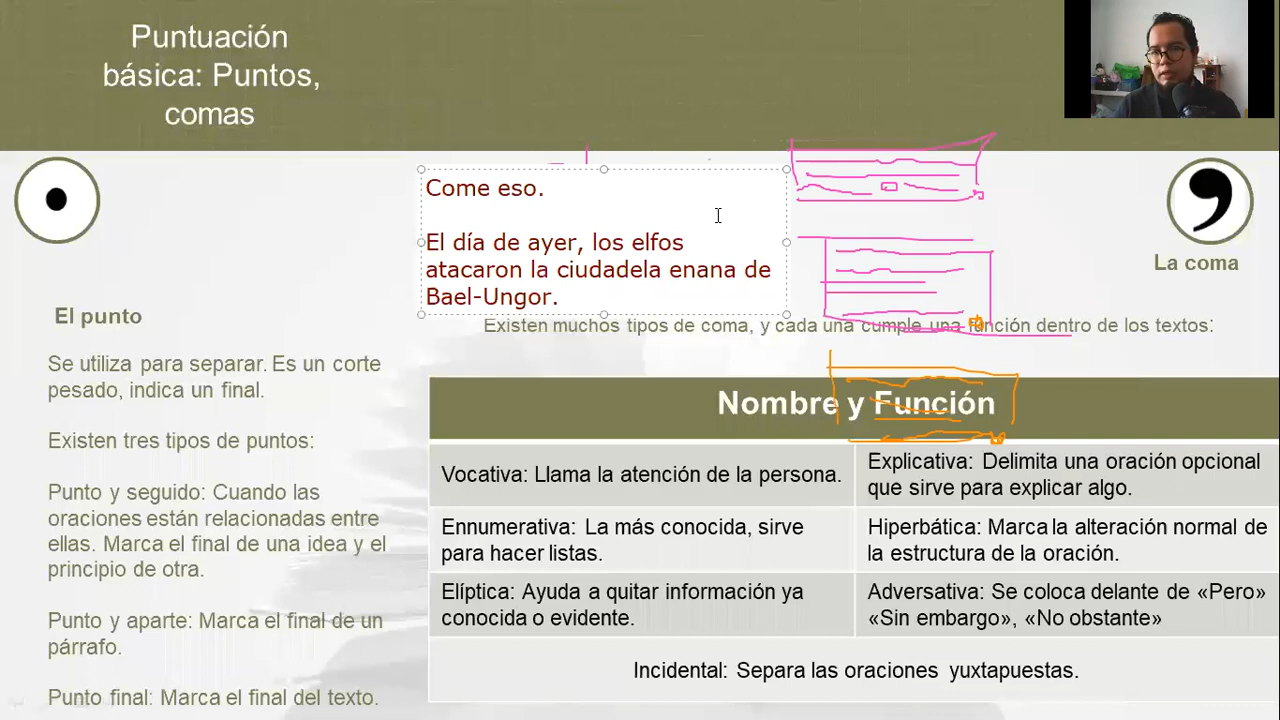 Puntuación
básica: Puntos,
comas
Come eso.
El día de ayer, los elfos
atacaron la ciudadela enana de
Bael-Ungor.
La coma
El punto
Existen muchos tipos de coma, y cada una cumple una función dentro de los textos:
Se utiliza para separar. Es un corte
pesado, indica un final.
Existen tres tipos de puntos:
Punto y seguido: Cuando las
oraciones están relacionadas entre
ellas. Marca el final de una idea y el
principio de otra.
Punto y aparte: Marca el final de un
párrafo.
Punto final: Marca el final del texto.
Nombre y Función
Vocativa: Llama la atención de la persona.
Explicativa: Delimita una oración opcional
que sirve para explicar algo.
Ennumerativa: La más conocida, sirve
para hacer listas.
Hiperbática: Marca la alteración normal de
la estructura de la oración.
Elíptica: Ayuda a quitar información ya
conocida o evidente.
Adversativa: Se coloca delante de «Pero»
«Sin embargo», «No obstante»
Incidental: Separa las oraciones yuxtapuestas.